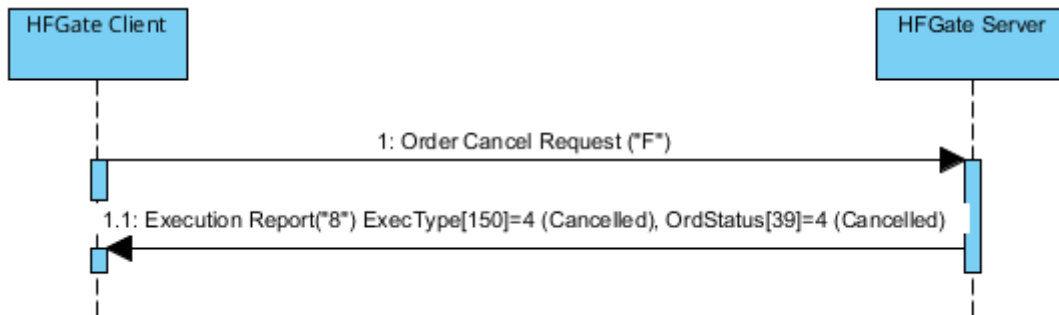 HFGate Client
HFGate Server
1: Order Cancel Request ("F")
1.1: Execution Report("8") ExecType[150]=4 (Cancelled), OrdStatus[39]=4 (Cancelled)